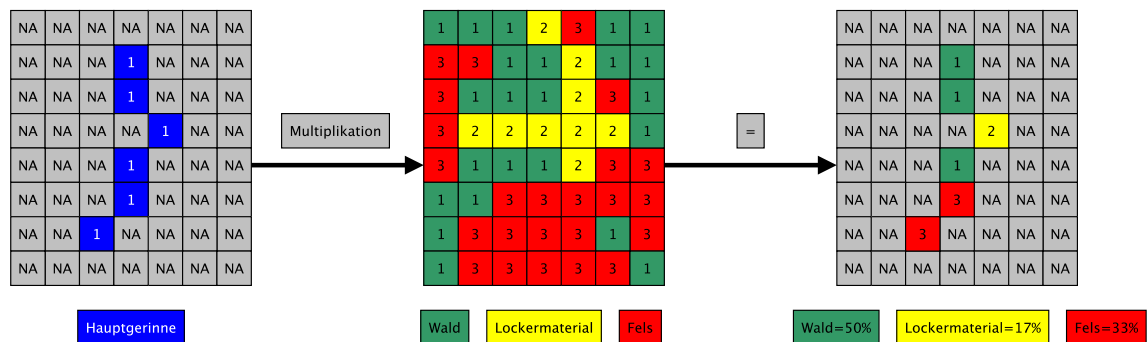 NA NA NA NA NA NA NA 1 1 1 2 3 1 1 NA NA NA NA NA NA NA
NA NA NA 1 NA NA NA 3 3 1 1 2 1 1 NA NA NA 1 NA NA NA
NA NA NA 1 NA NA NA 3 1 1 1 2 3 1 NA NA NA 1 NA NA NA
NA NA NA NA 1 NA NA Multiplikation 3 2 2 2 2 2 1 = NA NA NA NA 2 NA NA
NA NA NA 1 NA NA NA 3 1 1 1 2 3 3 NA NA NA 1 NA NA NA
NA NA NA 1 NA NA NA 1 1 3 3 3 3 3 NA NA NA 3 NA NA NA
NA NA 1 NA NA NA NA 1 3 3 3 3 1 3 NA NA 3 NA NA NA NA
NA NA NA NA NA NA NA 1 3 3 3 3 3 1 NA NA NA NA NA NA NA
Hauptgerinne Wald Lockermaterial Fels Wald=50% Lockermaterial=17% Fels=33%